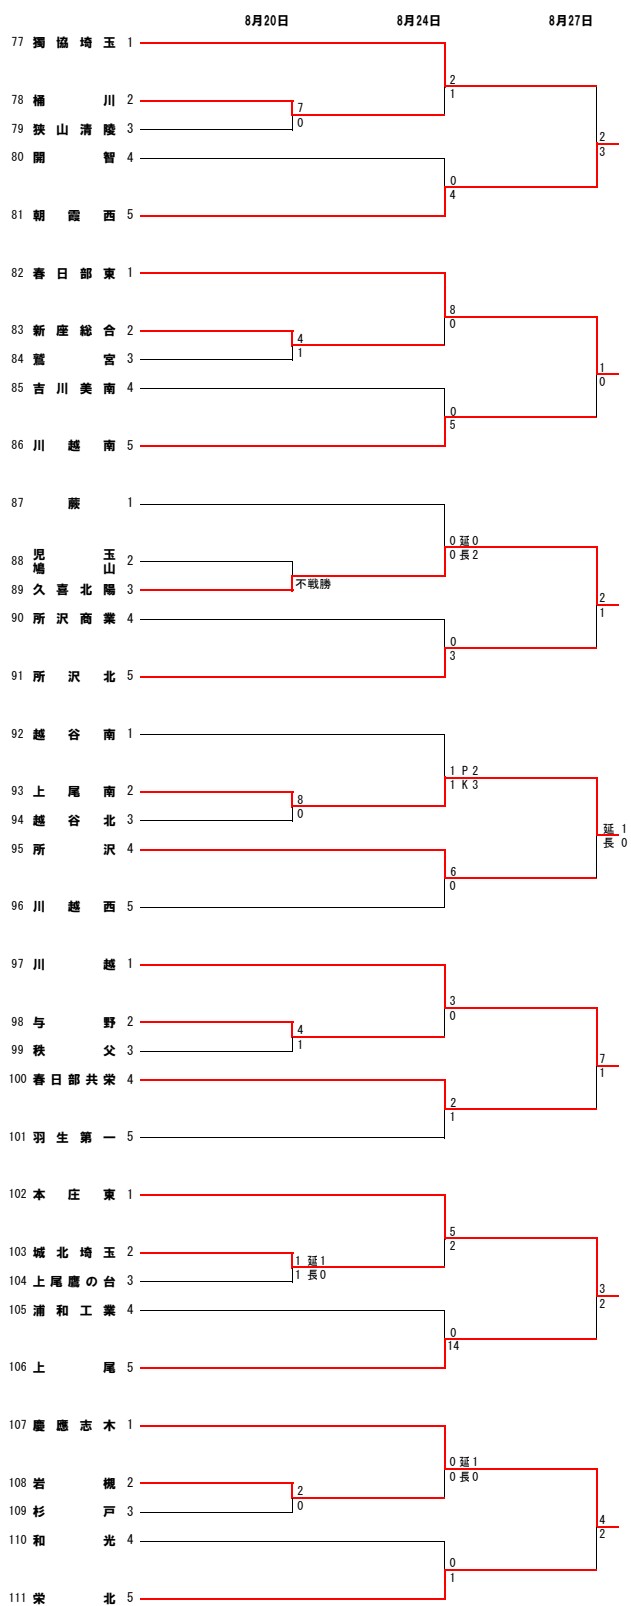 8月20日 8月24日 8月27日
77 獨協埼玉 1
2
1
78 桶川 2
7
0
79 狭山清陵 3
2
3
80 開智 4
0
4
81 朝霞西 5
82 春日部東 1
8
0
83 新座総合 2
4
1
84 鷲宮 3
1
0
85 吉川美南 4
0
5
86 川越南 5
87 蕨 1
0 延 0
0 長 2
88 児玉
鳩山 2
不戦勝
89 久喜北陽 3
2
1
90 所沢商業 4
0
3
91 所沢北 5
92 越谷南 1
1 P 2
1 K 3
93 上尾南 2
8
0
94 越谷北 3
延 1
長 0
95 所沢 4
6
0
96 川越西 5
97 川越 1
3
0
98 与野 2
4
1
99 秩父 3
7
1
100 春日部共栄 4
2
1
101 羽生第一 5
102 本庄東 1
5
2
103 城北埼玉 2
1 延 1
1 長 0
104 上尾鷹の台 3
3
2
105 浦和工業 4
0
14
106 上尾 5
107 慶應志木 1
0 延 1
0 長 0
108 岩槻 2
2
0
109 杉戸 3
4
2
110 和光 4
0
1
111 栄北 5